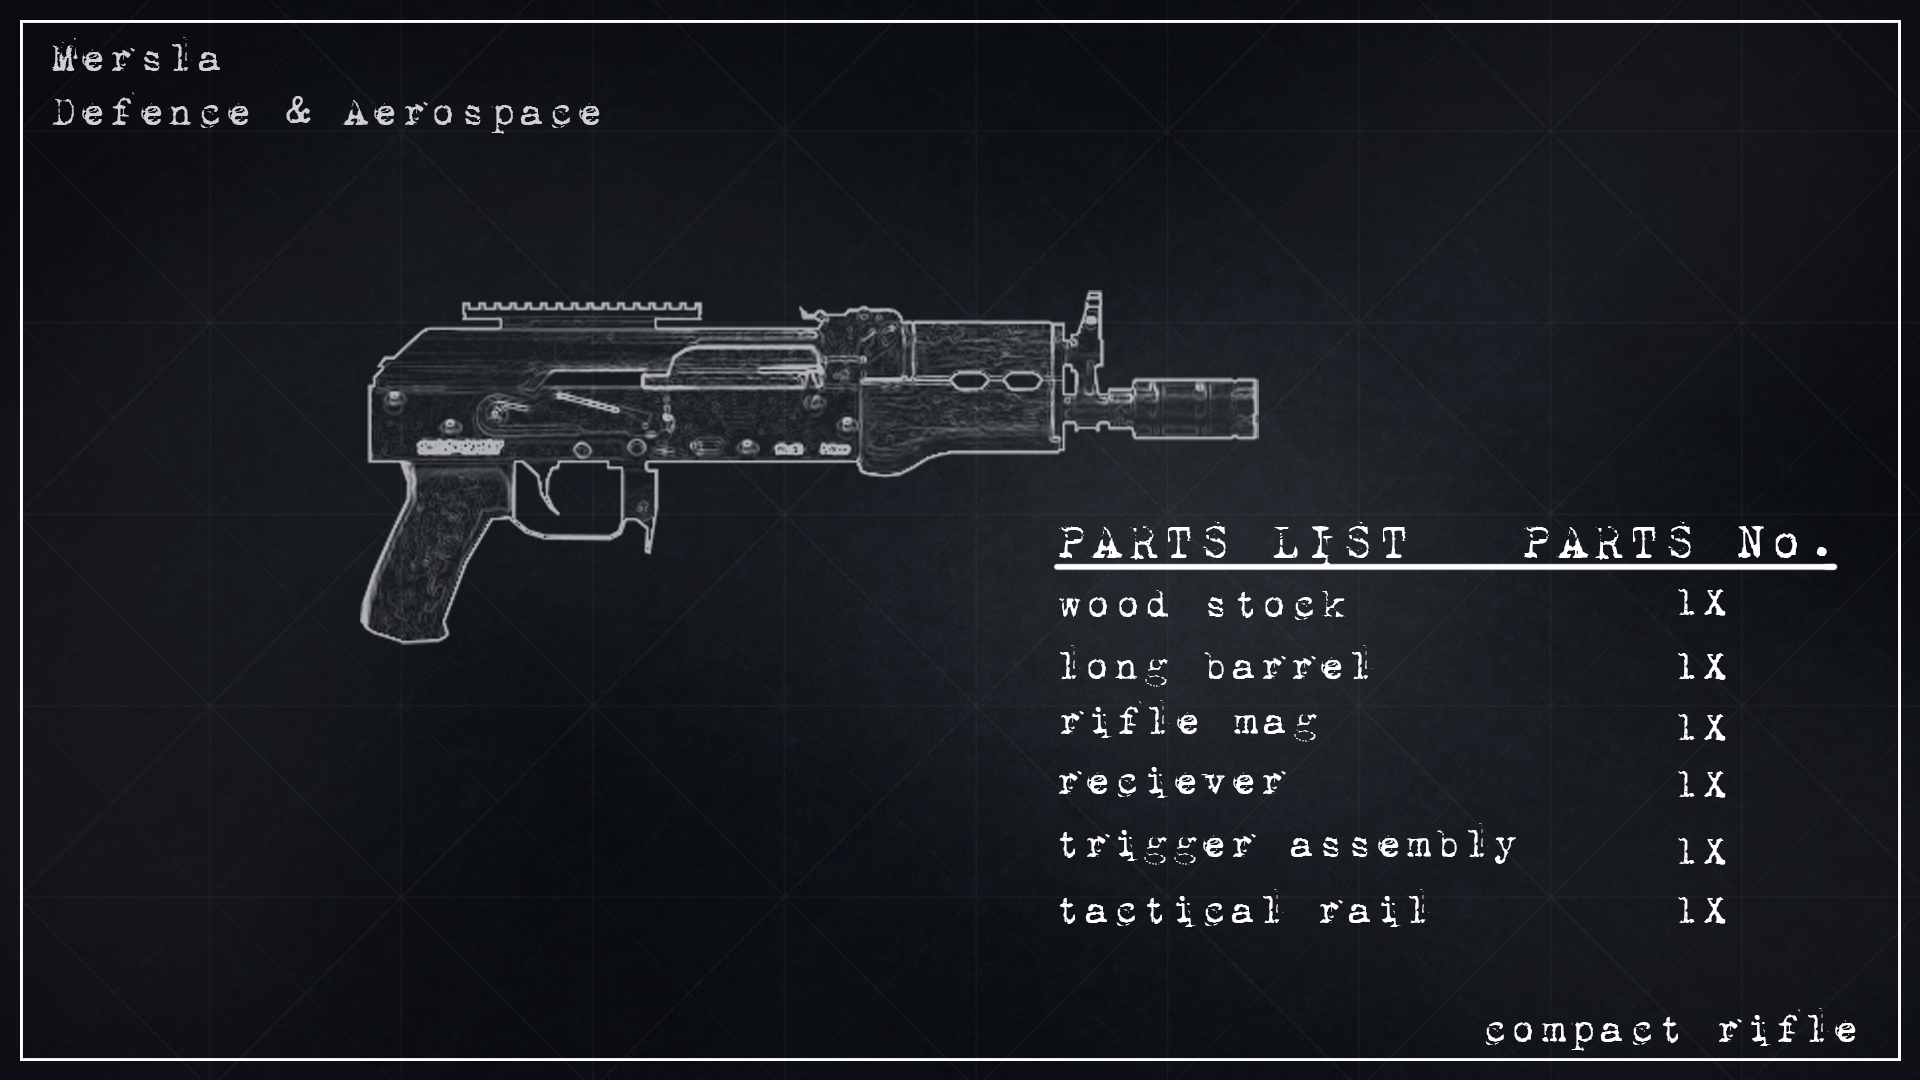 Mersla
Defence & Aerospace
PARTS LIST PARTS No.
wood stock 1X
long barrel 1X
rifle mag 1X
reciever 1X
trigger assembly 1X
tactical rail 1X
compact rifle